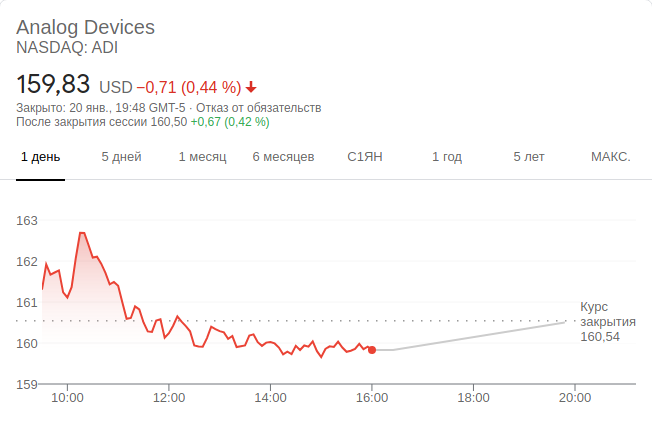 Analog Devices
NASDAQ: ADI
159,83 USD −0,71 (0,44 %)
Закрыто: 20 янв., 19:48 GMT-5 · Отказ от обязательств
После закрытия сессии 160,50 +0,67 (0,42 %)
1 день 5 дней 1 месяц 6 месяцев С1ЯН 1 год 5 лет МАКС.
163
162
161
160
159
Курс
закрытия
160,54
10:00 12:00 14:00 16:00 18:00 20:00